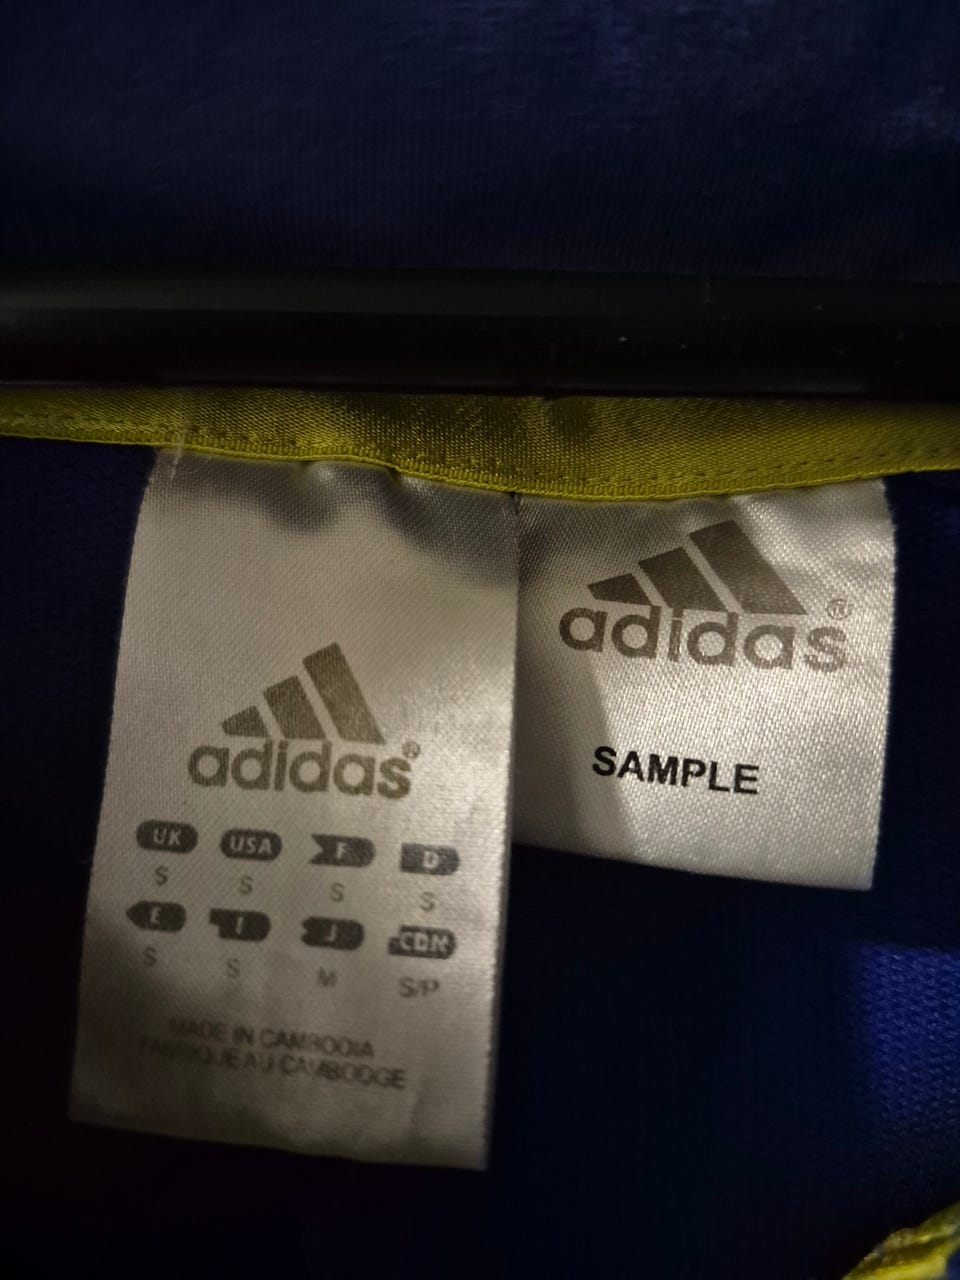 adidas®
UK USA F D
S S S S
E I J CDN
S S M S/P
MADE IN CAMBODIA
FABRIQUE AU CAMBODGE
adidas®
SAMPLE